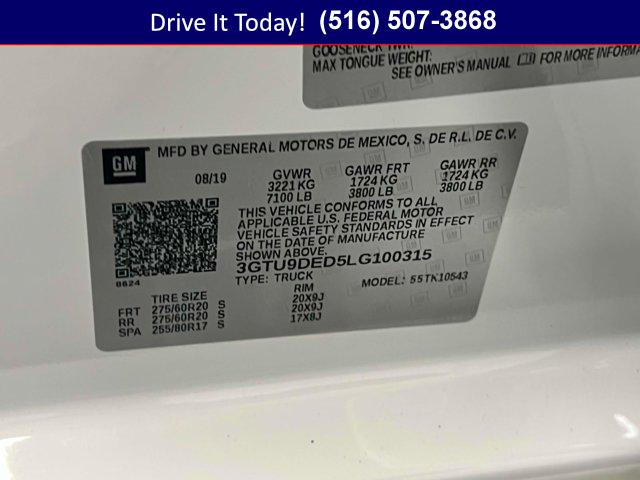 Drive It Today! (516) 507-3868
GOOSENECK TWR:
MAX TONGUE WEIGHT:
SEE OWNER'S MANUAL FOR MORE INFORMA
GM
MFD BY GENERAL MOTORS DE MEXICO, S. DE R.L. DE C.V.
08/19 GVWR GAWR FRT GAWR RR
3221 KG 1724 KG 1724 KG
7100 LB 3800 LB 3800 LB
THIS VEHICLE CONFORMS TO ALL
APPLICABLE U.S. FEDERAL MOTOR
VEHICLE SAFETY STANDARDS IN EFFECT
ON THE DATE OF MANUFACTURE
SHOWN ABOVE.
3GTU9DED5LG100315
TYPE: TRUCK MODEL: 55TK10543
8624
TIRE SIZE RIM
FRT 275/60R20 S 20X9J
RR 275/60R20 S 20X9J
SPA 255/80R17 S 17X8J